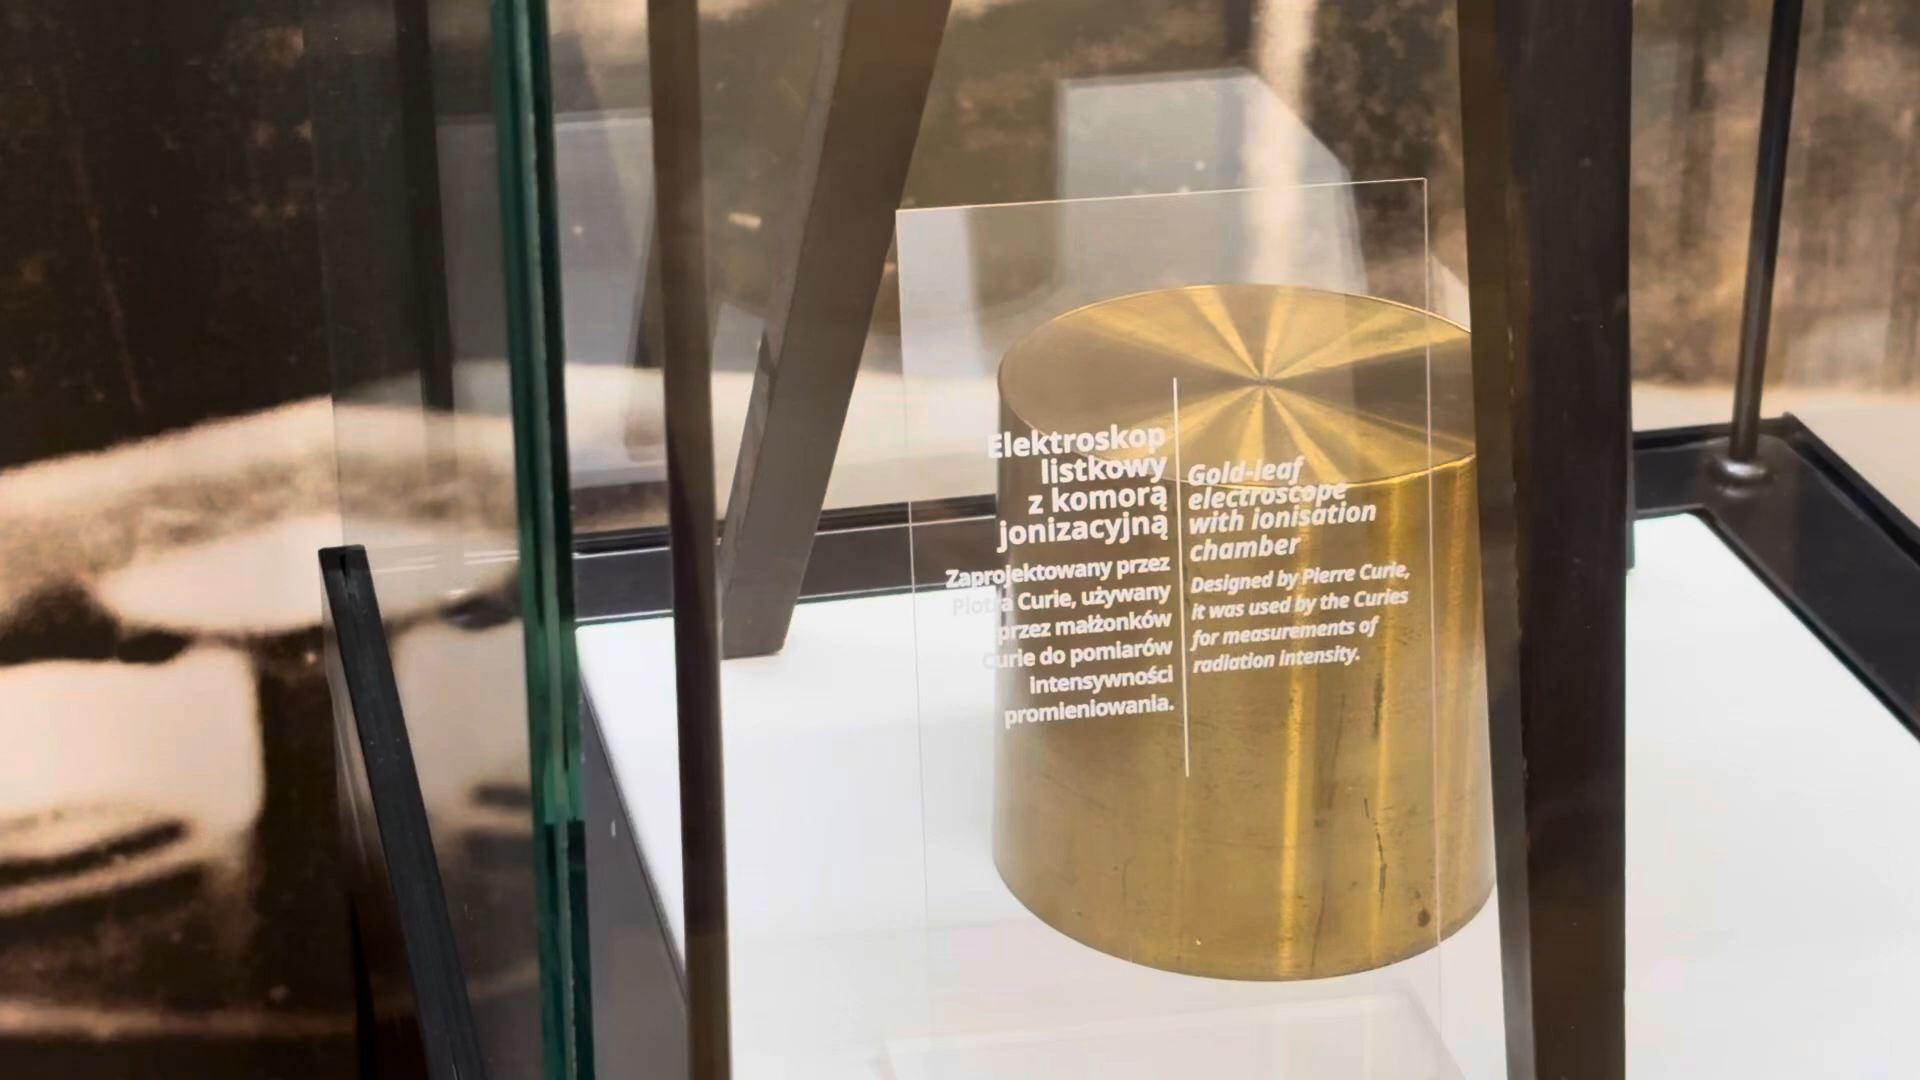 Elektroskop
listkowy
z komorą
jonizacyjną
Zaprojektowany przez
Piotra Curie, używany
przez małżonków
Curie do pomiarów
intensywności
promieniowania.
Gold-leaf
electroscope
with ionisation
chamber
Designed by Pierre Curie,
it was used by the Curies
for measurements of
radiation intensity.